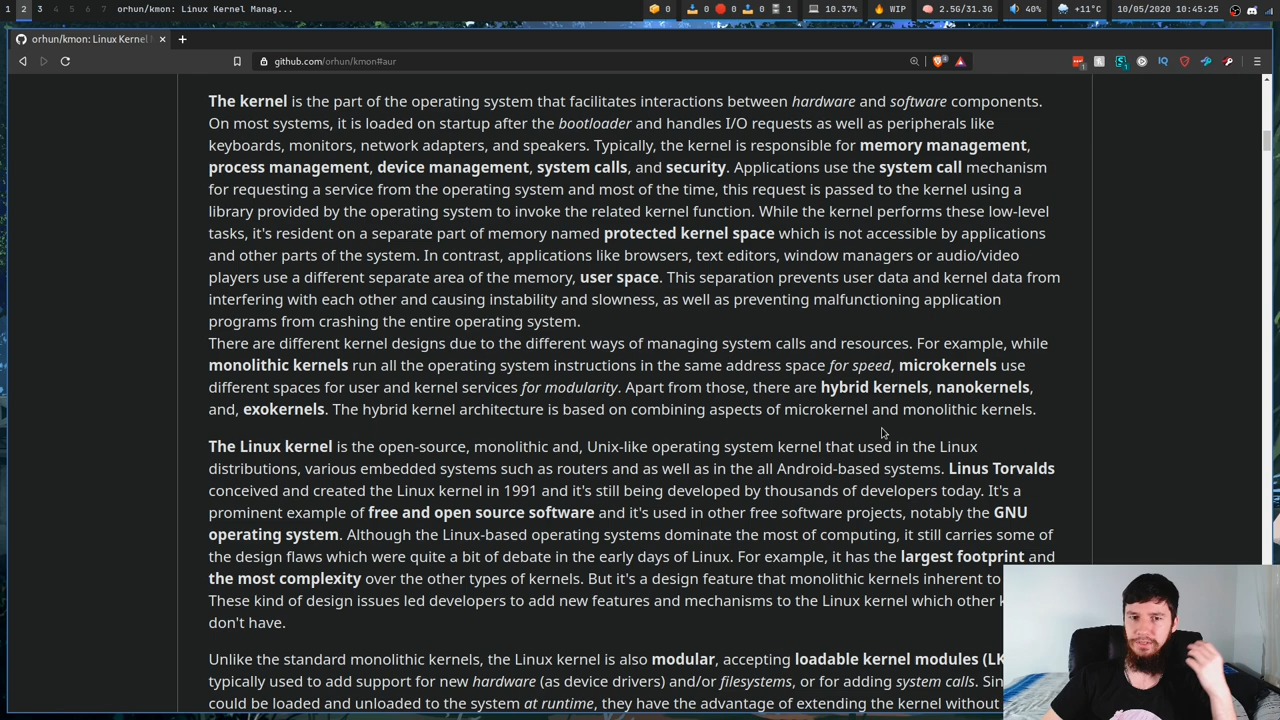 1 2 3 4 5 6 7 orhun/kmon: Linux Kernel Manag... 0 0 0 0 1 10.37% WIP 2.5G/31.3G 40% +11°C 10/05/2020 10:45:25
orhun/kmon: Linux Kernel
github.com/orhun/kmon#aur
The kernel is the part of the operating system that facilitates interactions between hardware and software components.
On most systems, it is loaded on startup after the bootloader and handles I/O requests as well as peripherals like
keyboards, monitors, network adapters, and speakers. Typically, the kernel is responsible for memory management,
process management, device management, system calls, and security. Applications use the system call mechanism
for requesting a service from the operating system and most of the time, this request is passed to the kernel using a
library provided by the operating system to invoke the related kernel function. While the kernel performs these low-level
tasks, it's resident on a separate part of memory named protected kernel space which is not accessible by applications
and other parts of the system. In contrast, applications like browsers, text editors, window managers or audio/video
players use a different separate area of the memory, user space. This separation prevents user data and kernel data from
interfering with each other and causing instability and slowness, as well as preventing malfunctioning application
programs from crashing the entire operating system.
There are different kernel designs due to the different ways of managing system calls and resources. For example, while
monolithic kernels run all the operating system instructions in the same address space for speed, microkernels use
different spaces for user and kernel services for modularity. Apart from those, there are hybrid kernels, nanokernels,
and, exokernels. The hybrid kernel architecture is based on combining aspects of microkernel and monolithic kernels.
The Linux kernel is the open-source, monolithic and, Unix-like operating system kernel that used in the Linux
distributions, various embedded systems such as routers and as well as in the all Android-based systems. Linus Torvalds
conceived and created the Linux kernel in 1991 and it's still being developed by thousands of developers today. It's a
prominent example of free and open source software and it's used in other free software projects, notably the GNU
operating system. Although the Linux-based operating systems dominate the most of computing, it still carries some of
the design flaws which were quite a bit of debate in the early days of Linux. For example, it has the largest footprint and
the most complexity over the other types of kernels. But it's a design feature that monolithic kernels inherent to
These kind of design issues led developers to add new features and mechanisms to the Linux kernel which other
don't have.
Unlike the standard monolithic kernels, the Linux kernel is also modular, accepting loadable kernel modules (LK
typically used to add support for new hardware (as device drivers) and/or filesystems, or for adding system calls.
could be loaded and unloaded to the system at runtime, they have the advantage of extending the kernel without